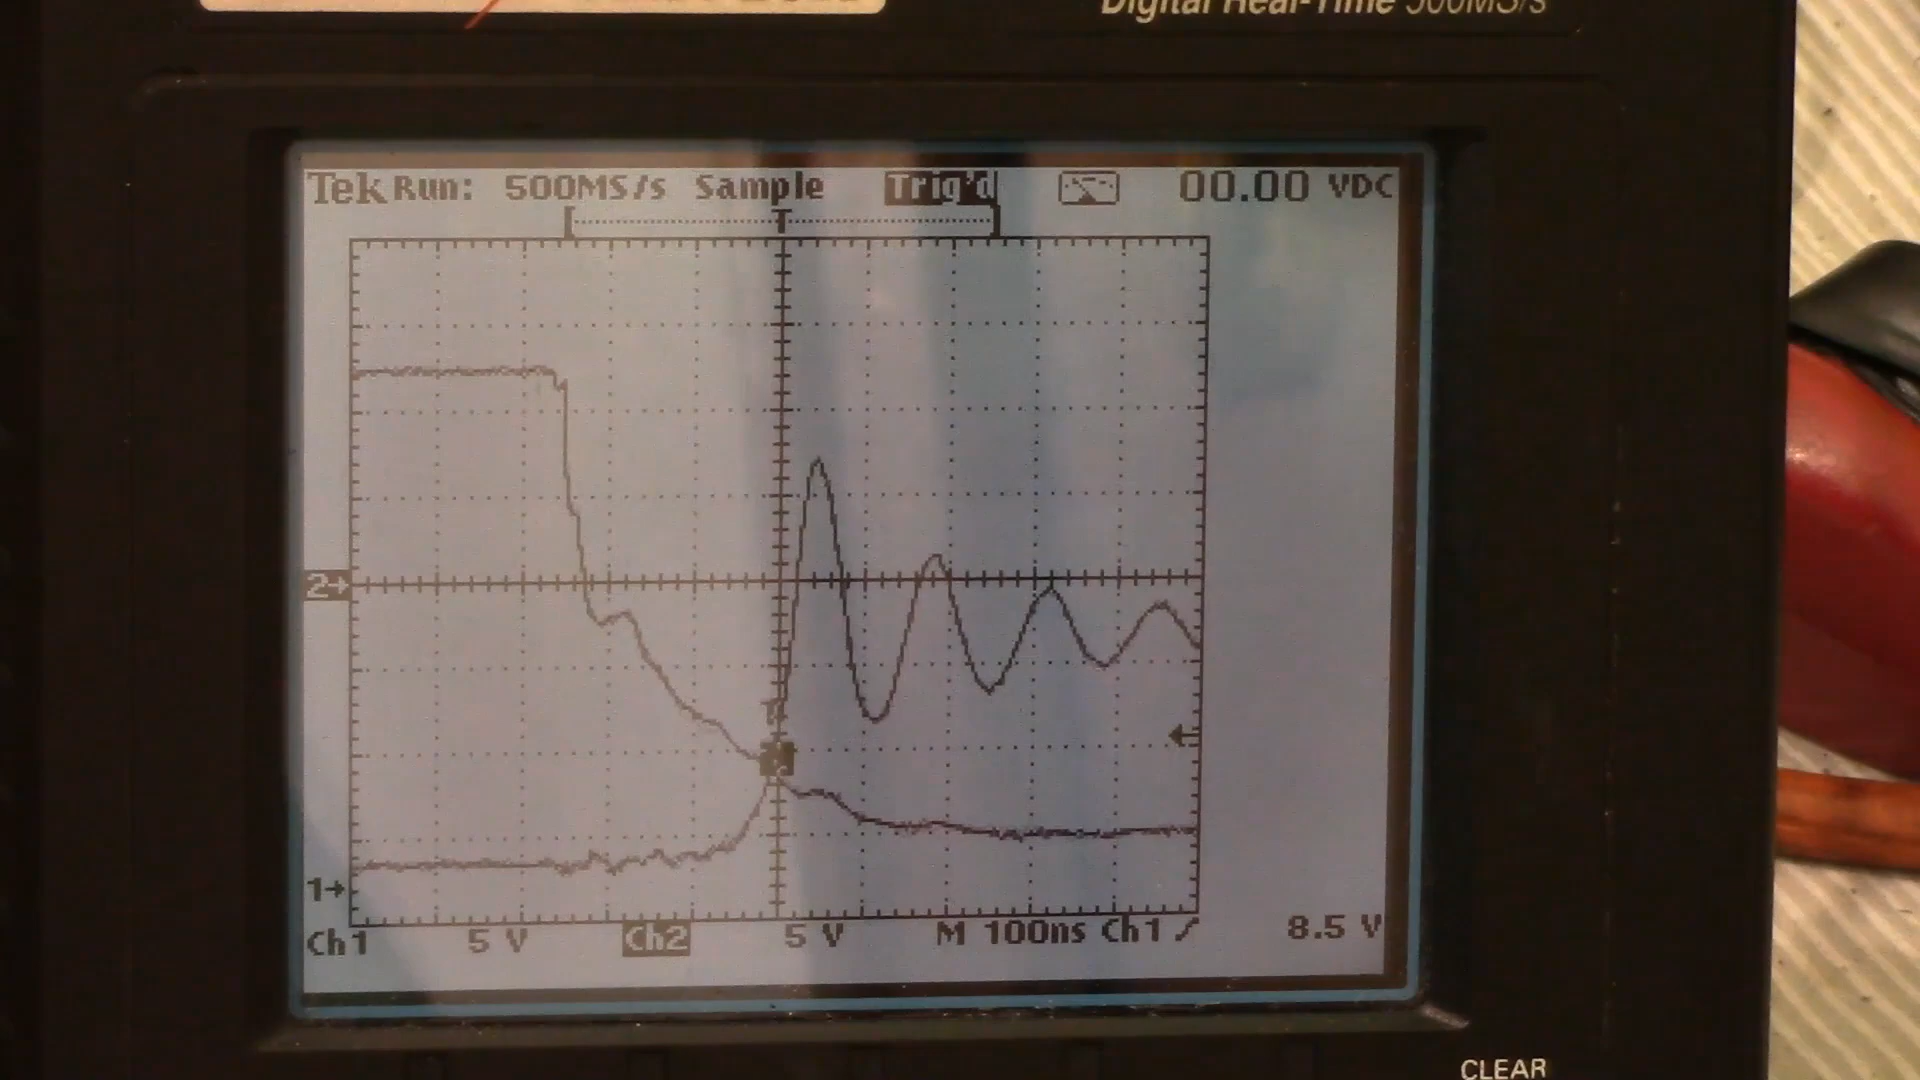 Digital Real-Time 500MS/s
Tek Run: 500MS/s Sample Trig'd 00.00 VDC
T
2→
1→
Ch1 5 V Ch2 5 V M 100ns Ch1 8.5 V
CLEAR